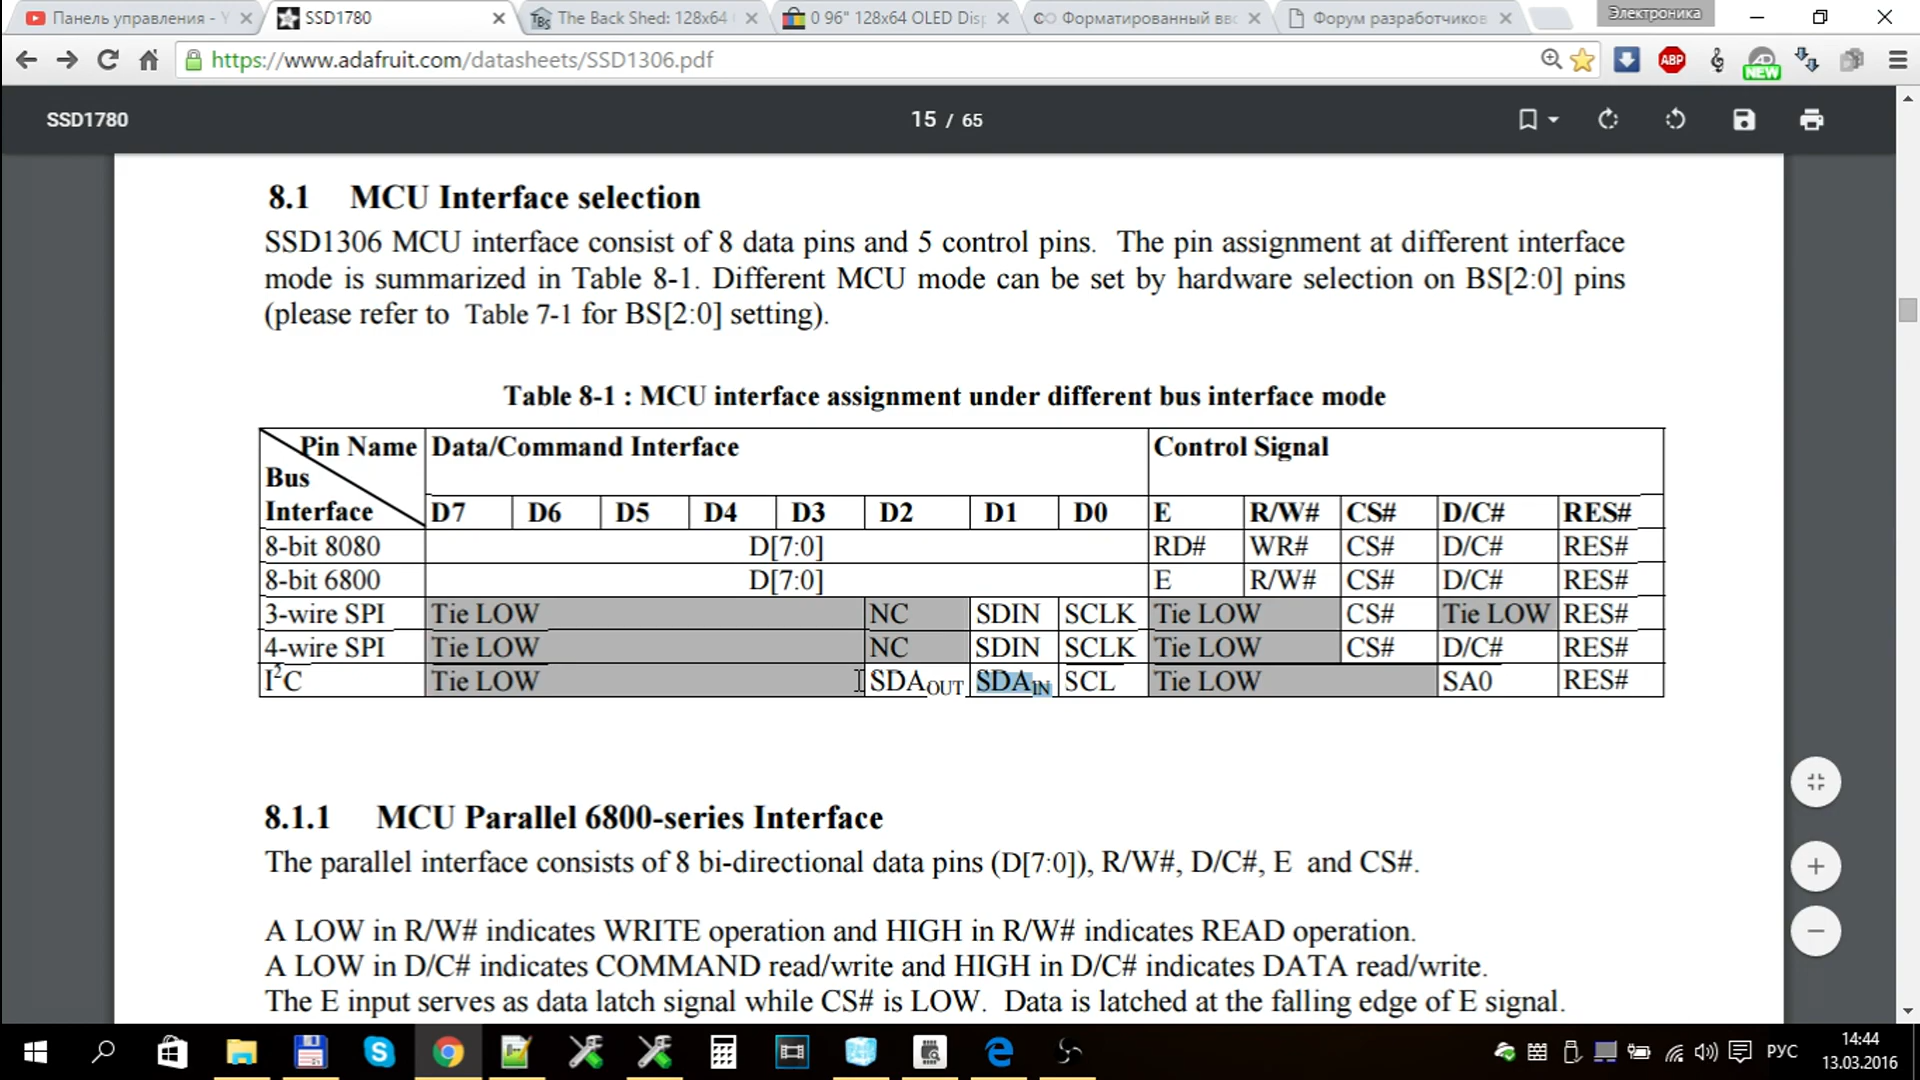 Панель управления - Y
SSD1780
The Back Shed: 128x64
0 96" 128x64 OLED Disp
Форматированный вво
Форум разработчиков
Электроника
https://www.adafruit.com/datasheets/SSD1306.pdf
ABP
NEW
SSD1780
15 / 65
8.1 MCU Interface selection
SSD1306 MCU interface consist of 8 data pins and 5 control pins. The pin assignment at different interface
mode is summarized in Table 8-1. Different MCU mode can be set by hardware selection on BS[2:0] pins
(please refer to Table 7-1 for BS[2:0] setting).
Table 8-1 : MCU interface assignment under different bus interface mode
Pin Name Data/Command Interface Control Signal
Bus
Interface D7 D6 D5 D4 D3 D2 D1 D0 E R/W# CS# D/C# RES#
8-bit 8080 D[7:0] RD# WR# CS# D/C# RES#
8-bit 6800 D[7:0] E R/W# CS# D/C# RES#
3-wire SPI Tie LOW NC SDIN SCLK Tie LOW CS# Tie LOW RES#
4-wire SPI Tie LOW NC SDIN SCLK Tie LOW CS# D/C# RES#
I²C Tie LOW SDAOUT SDAIN SCL Tie LOW SA0 RES#
8.1.1 MCU Parallel 6800-series Interface
The parallel interface consists of 8 bi-directional data pins (D[7:0]), R/W#, D/C#, E and CS#.
A LOW in R/W# indicates WRITE operation and HIGH in R/W# indicates READ operation.
A LOW in D/C# indicates COMMAND read/write and HIGH in D/C# indicates DATA read/write.
The E input serves as data latch signal while CS# is LOW. Data is latched at the falling edge of E signal.
РУС
14:44
13.03.2016